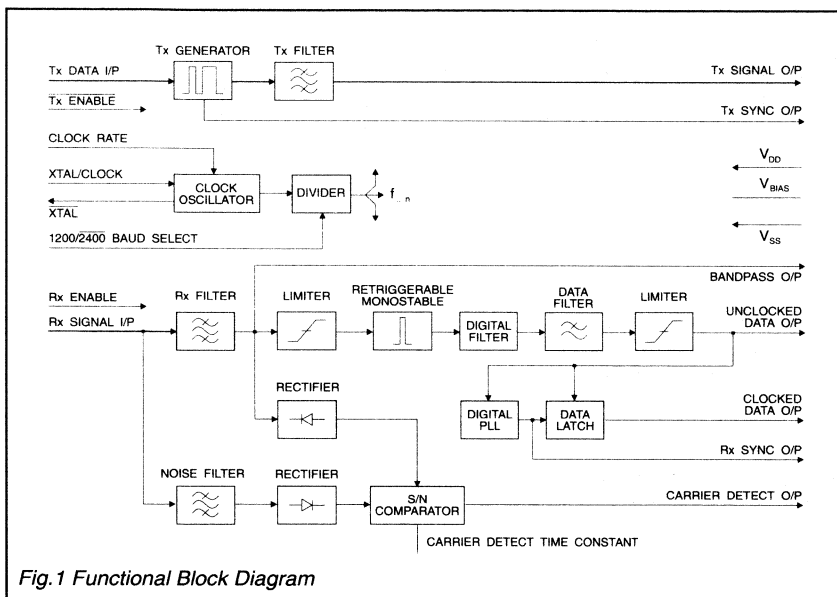 Tx GENERATOR
Tx FILTER
Tx DATA I/P
Tx SIGNAL O/P
Tx ENABLE
Tx SYNC O/P
CLOCK RATE
XTAL/CLOCK
CLOCK
OSCILLATOR
DIVIDER
XTAL
1200/2400 BAUD SELECT
VDD
VBIAS
VSS
BANDPASS O/P
Rx ENABLE
Rx SIGNAL I/P
Rx FILTER
LIMITER
RETRIGGERABLE
MONOSTABLE
DIGITAL
FILTER
DATA
FILTER
LIMITER
UNCLOCKED
DATA O/P
RECTIFIER
DIGITAL
PLL
DATA
LATCH
CLOCKED
DATA O/P
Rx SYNC O/P
NOISE FILTER
RECTIFIER
S/N
COMPARATOR
CARRIER DETECT O/P
CARRIER DETECT TIME CONSTANT
Fig.1 Functional Block Diagram